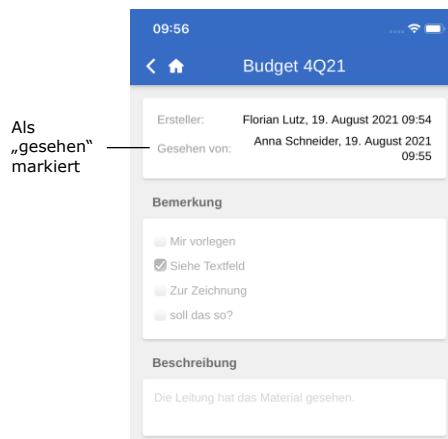 09:56
Budget 4Q21
Ersteller: Florian Lutz, 19. August 2021 09:54
Gesehen von: Anna Schneider, 19. August 2021
09:55
Als
„gesehen“
markiert
Bemerkung
Mir vorlegen
Siehe Textfeld
Zur Zeichnung
soll das so?
Beschreibung
Die Leitung hat das Material gesehen.